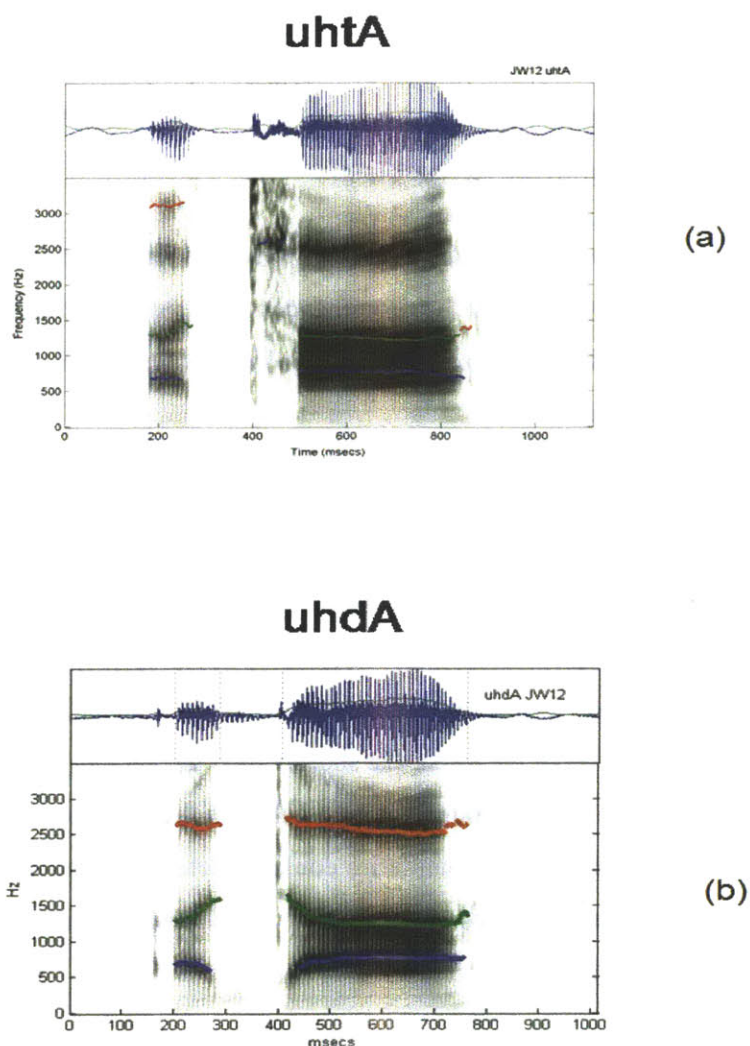 uhtA
JW12 uhtA
3000
2500
2000
1500
1000
500
0
Frequency (Hz)
0 200 400 600 800 1000
Time (msecs)
(a)
uhdA
uhdA JW12
3000
2500
2000
1500
1000
500
0
Hz
0 100 200 300 400 500 600 700 800 900 1000
msecs
(b)